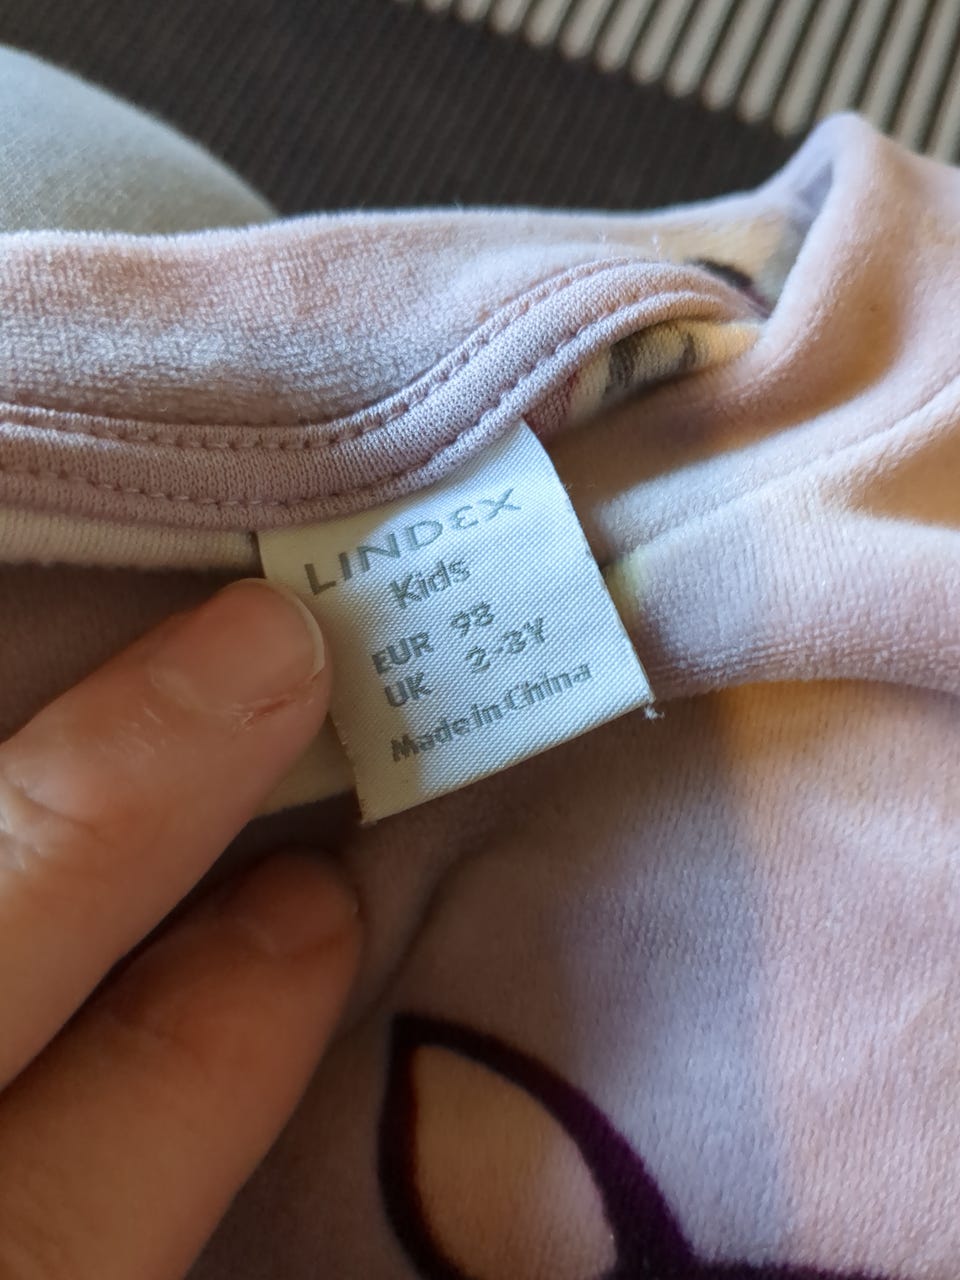 LINDEX
Kids
EUR 98
UK 2-3Y
Made in China